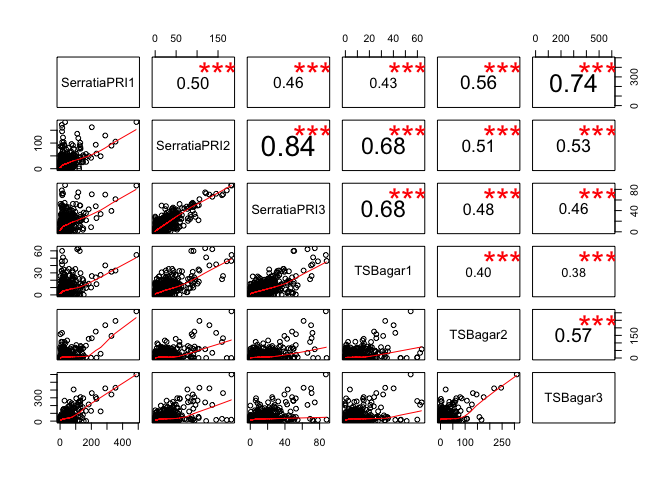 0 50 150
0 20 40 60
0 200 500
SerratiaPRI1
0.50 ***
0.46 ***
0.43 ***
0.56 ***
0.74 ***
0 300
0 100
SerratiaPRI2
0.84 ***
0.68 ***
0.51 ***
0.53 ***
SerratiaPRI3
0.68 ***
0.48 ***
0.46 ***
0 40 80
0 30 60
TSBagar1
0.40 ***
0.38 ***
TSBagar2
0.57 ***
0 150
0 300
TSBagar3
0 200 400
0 40 80
0 100 250